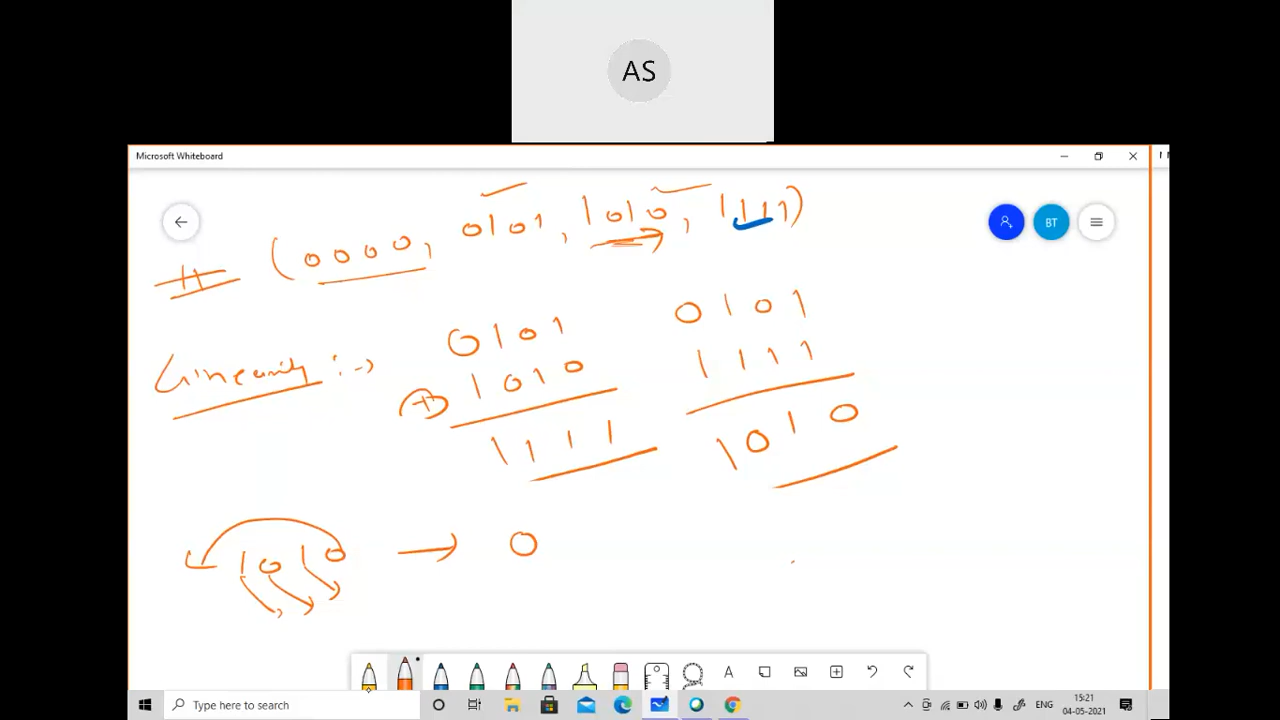 AS
Microsoft Whiteboard
(0000, 0101, 1010, 1111)
BT
Linearity :->
0101
⊕ 1010
1111
0101
1111
1010
1010 → 0
A
Type here to search
ENG
15:21
04-05-2021